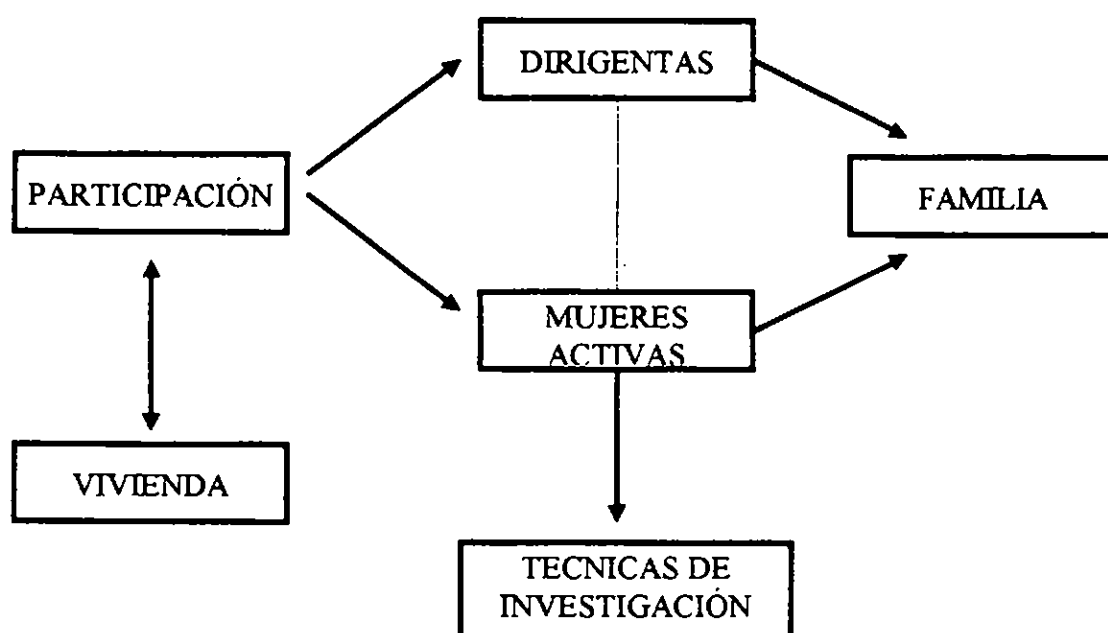 DIRIGENTAS
PARTICIPACIÓN
FAMILIA
MUJERES
ACTIVAS
VIVIENDA
TECNICAS DE
INVESTIGACIÓN